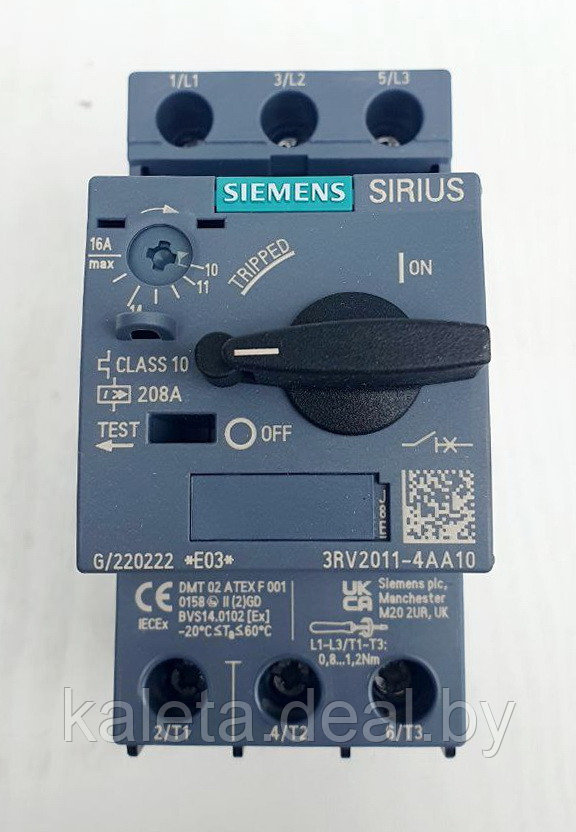 1/L1 3/L2 5/L3
SIEMENS SIRIUS
16A
max
10
11
14
TRIPPED
ON
CLASS 10
208A
TEST
OFF
J8E
G/220222 *E03* 3RV2011-4AA10
CE
IECEx
DMT 02 ATEX F 001
0158 II (2)GD
BVS14.0102 [Ex]
-20°C≤Ta≤60°C
UK
CA
Siemens plc,
Manchester
M20 2UR, UK
L1-L3/T1-T3:
0,8...1,2Nm
kaleta.deal.by
2/T1 4/T2 6/T3